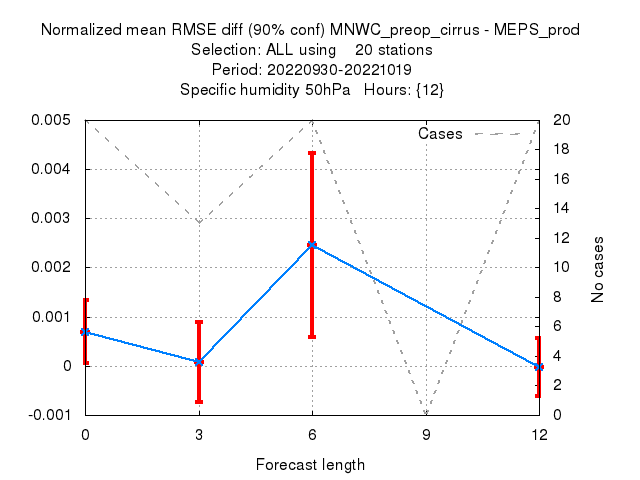 Normalized mean RMSE diff (90% conf) MNWC_preop_cirrus - MEPS_prod
Selection: ALL using 20 stations
Period: 20220930-20221019
Specific humidity 50hPa Hours: {12}
Cases
0.005
0.004
0.003
0.002
0.001
0
-0.001
20
18
16
14
12
10
8
6
4
2
0
No cases
0 3 6 9 12
Forecast length